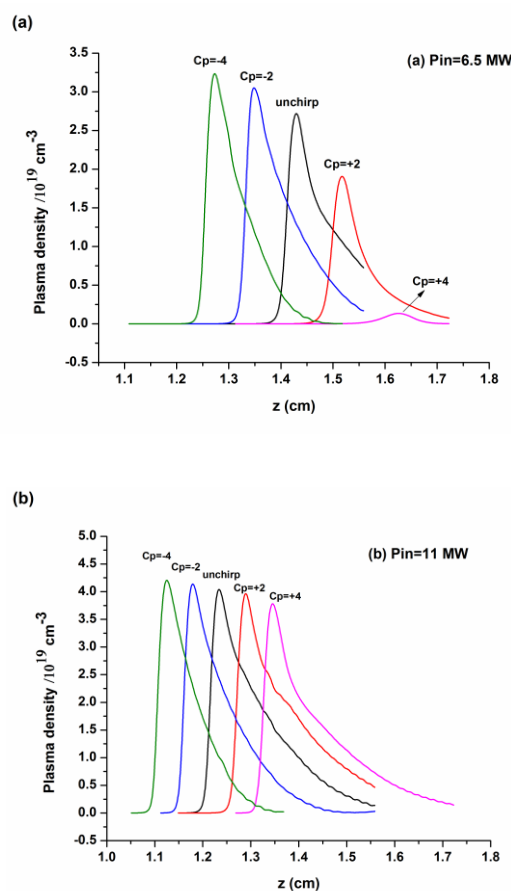 (a)
(a) Pin=6.5 MW
Cp=-4
Cp=-2
unchirp
Cp=+2
Cp=+4
3.5
3.0
2.5
2.0
1.5
1.0
0.5
0.0
-0.5
Plasma density /10^19 cm-3
1.1 1.2 1.3 1.4 1.5 1.6 1.7 1.8
z (cm)
(b)
(b) Pin=11 MW
Cp=-4
Cp=-2
unchirp
Cp=+2
Cp=+4
5.0
4.5
4.0
3.5
3.0
2.5
2.0
1.5
1.0
0.5
0.0
-0.5
Plasma density /10^19 cm-3
1.0 1.1 1.2 1.3 1.4 1.5 1.6 1.7 1.8
z (cm)